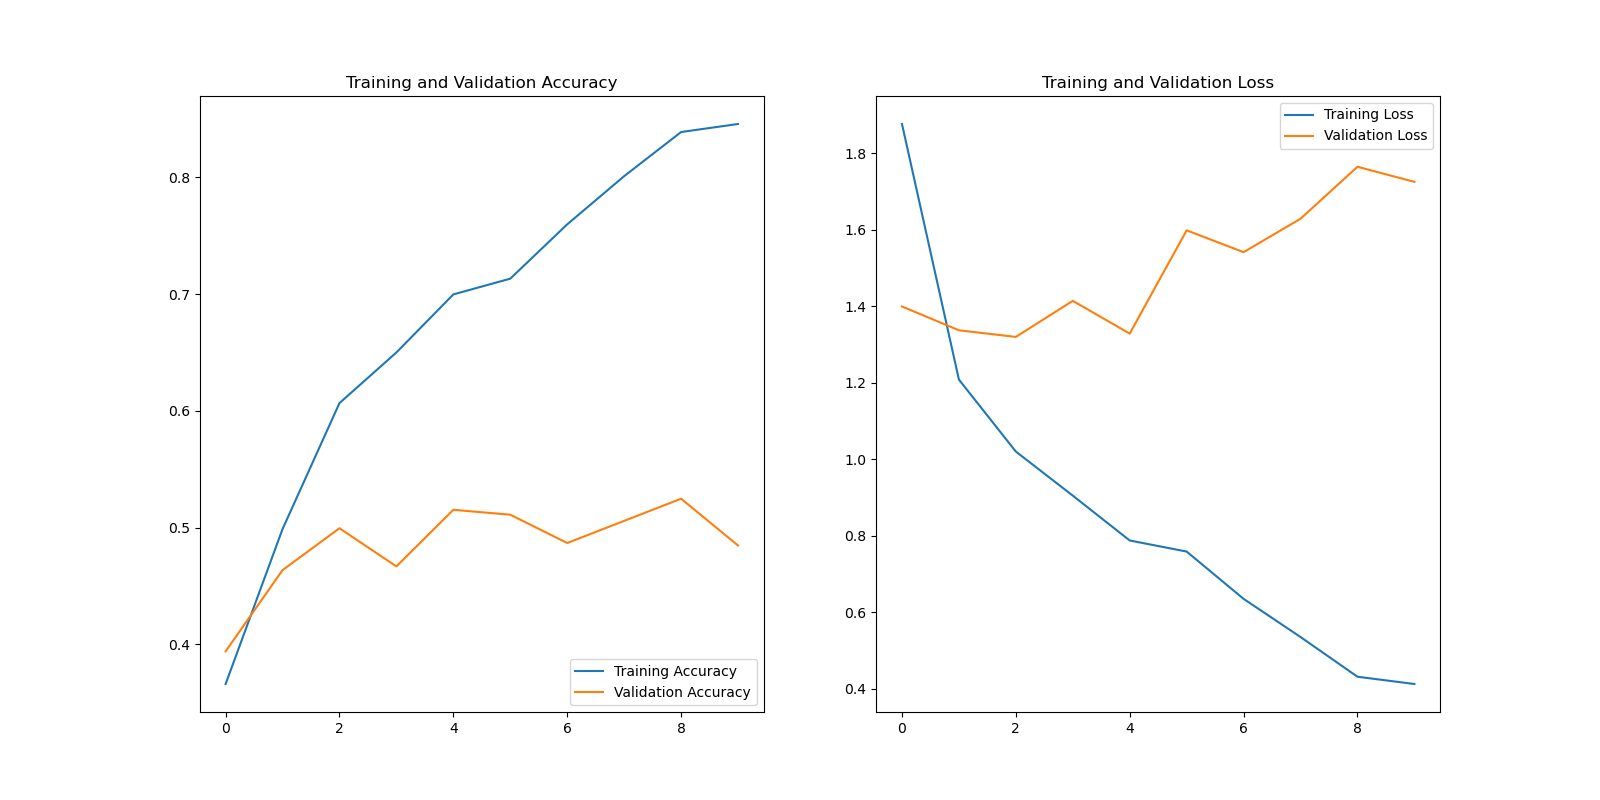 Training and Validation Accuracy
0.8
0.7
0.6
0.5
0.4
0 2 4 6 8
Training Accuracy
Validation Accuracy
Training and Validation Loss
1.8
1.6
1.4
1.2
1.0
0.8
0.6
0.4
0 2 4 6 8
Training Loss
Validation Loss